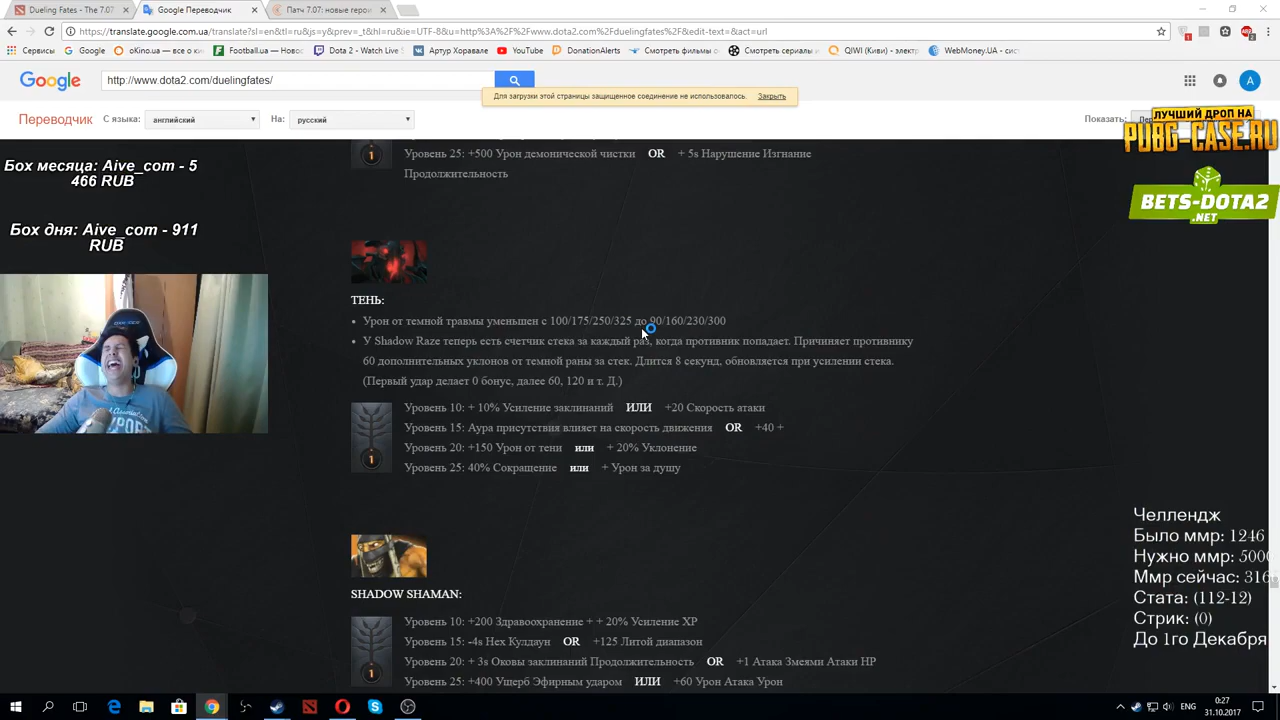 Dueling Fates - The 7.07
Google Переводчик
Патч 7.07: новые герои
https://translate.google.com.ua/translate?sl=en&tl=ru&js=y&prev=_t&hl=ru&ie=UTF-8&u=http%3A%2F%2Fwww.dota2.com%2Fduelingfates%2F&edit-text=&act=url
Сервисы
Google
oKino.ua — все о ки
Football.ua — Новос
Dota 2 - Watch Live S
Артур Хоравале
YouTube
DonationAlerts
Смотреть фильмы о
Смотреть сериалы
QIWI (Киви) - электр
WebMoney.UA - сис
Google
http://www.dota2.com/duelingfates/
A
Для загрузки этой страницы защищенное соединение не использовалось. Закрыть
Переводчик
С языка:
английский
На:
русский
Показать:
ЛУЧШИЙ ДРОП НА
PUBG-CASE.RU
BETS-DOTA2
.NET
Бох месяца: Aive_com - 5
466 RUB
Бох дня: Aive_com - 911
RUB
1
Уровень 25: +500 Урон демонической чистки OR + 5s Нарушение Изгнание
Продолжительность
ТЕНЬ:
Урон от темной травмы уменьшен с 100/175/250/325 до 90/160/230/300
У Shadow Raze теперь есть счетчик стека за каждый раз, когда противник попадает. Причиняет противнику
60 дополнительных уклонов от темной раны за стек. Длится 8 секунд, обновляется при усилении стека.
(Первый удар делает 0 бонус, далее 60, 120 и т. Д.)
Уровень 10: + 10% Усиление заклинаний ИЛИ +20 Скорость атаки
Уровень 15: Аура присутствия влияет на скорость движения OR +40 +
Уровень 20: +150 Урон от тени или + 20% Уклонение
Уровень 25: 40% Сокращение или + Урон за душу
1
SHADOW SHAMAN:
Уровень 10: +200 Здравоохранение + + 20% Усиление XP
Уровень 15: -4s Hex Кулдаун OR +125 Литой диапазон
Уровень 20: + 3s Оковы заклинаний Продолжительность OR +1 Атака Змеями Атаки HP
Уровень 25: +400 Ущерб Эфирным ударом ИЛИ +60 Урон Атака Урон
1
Челлендж
Было ммр: 1246
Нужно ммр: 5000
Ммр сейчас: 316
Стата: (112-12)
Стрик: (0)
До 1го Декабря
ENG
0:27
31.10.2017